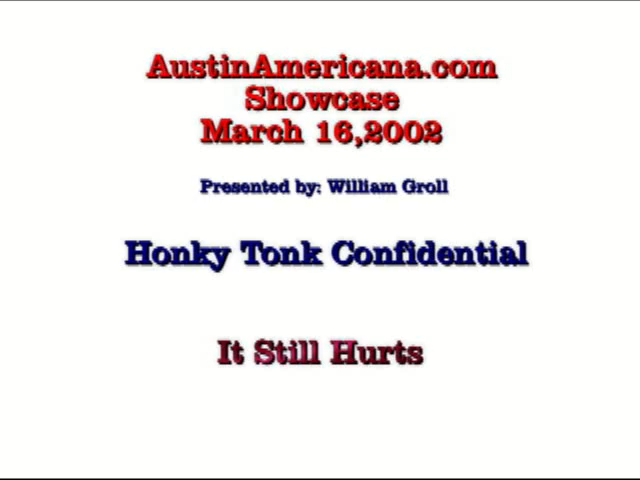 AustinAmericana.com
Showcase
March 16,2002
Presented by: William Groll
Honky Tonk Confidential
It Still Hurts